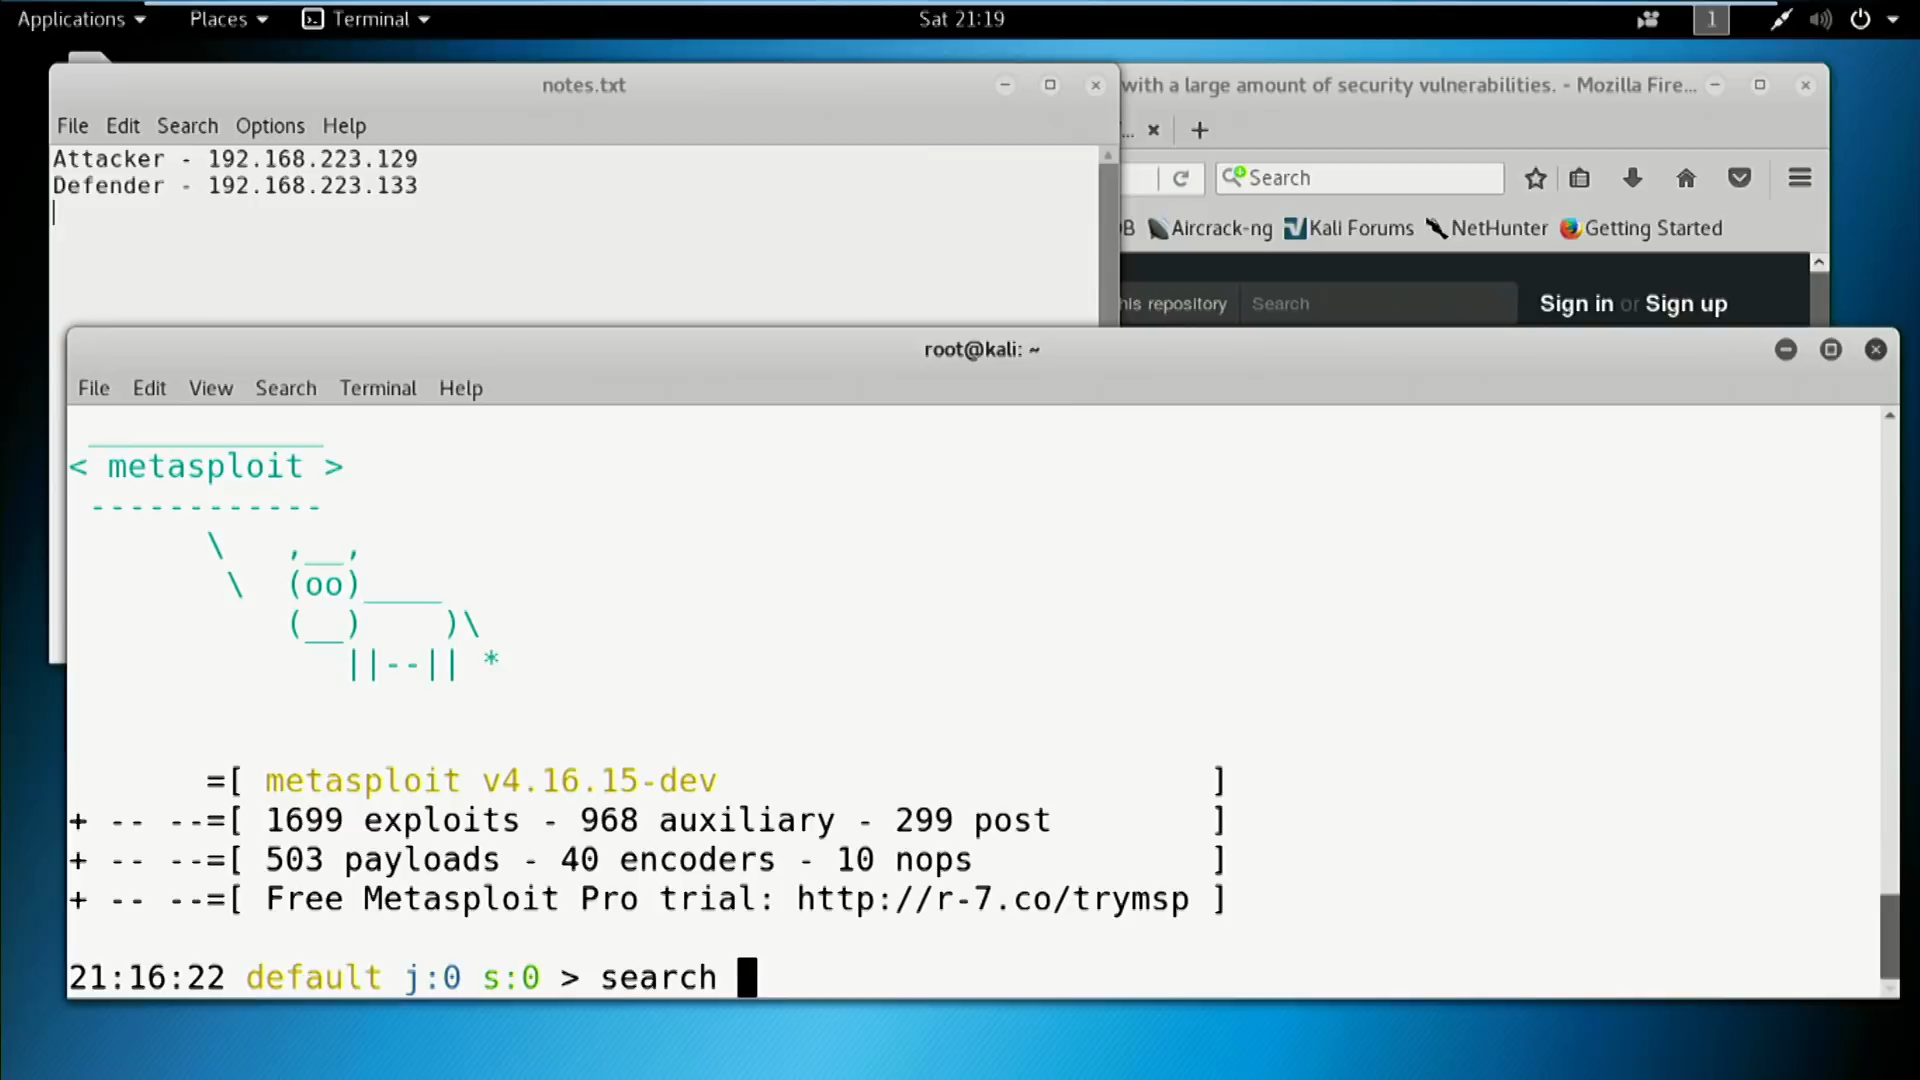 Applications Places Terminal Sat 21:19 1
notes.txt
File Edit Search Options Help
Attacker - 192.168.223.129
Defender - 192.168.223.133
with a large amount of security vulnerabilities. - Mozilla Fire...
...
Search
Aircrack-ng Kali Forums NetHunter Getting Started
his repository Search Sign in or Sign up
root@kali: ~
File Edit View Search Terminal Help
 ____________
< metasploit >
 ------------
       \   ,__,
        \  (oo)____
           (__)    )\
              ||--|| *
=[ metasploit v4.16.15-dev ]
+ -- --=[ 1699 exploits - 968 auxiliary - 299 post ]
+ -- --=[ 503 payloads - 40 encoders - 10 nops ]
+ -- --=[ Free Metasploit Pro trial: http://r-7.co/trymsp ]
21:16:22 default j:0 s:0 > search